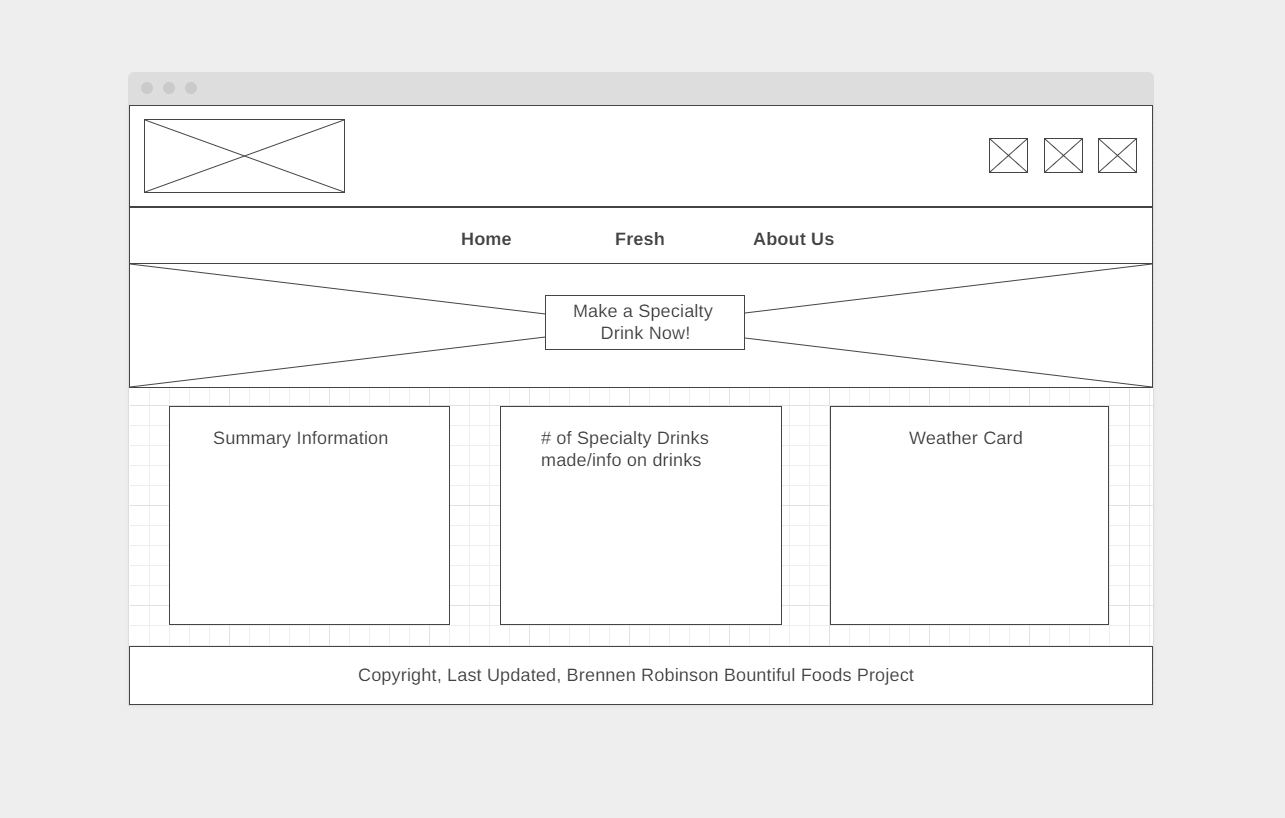 Home Fresh About Us
Make a Specialty
Drink Now!
Summary Information
# of Specialty Drinks
made/info on drinks
Weather Card
Copyright, Last Updated, Brennen Robinson Bountiful Foods Project